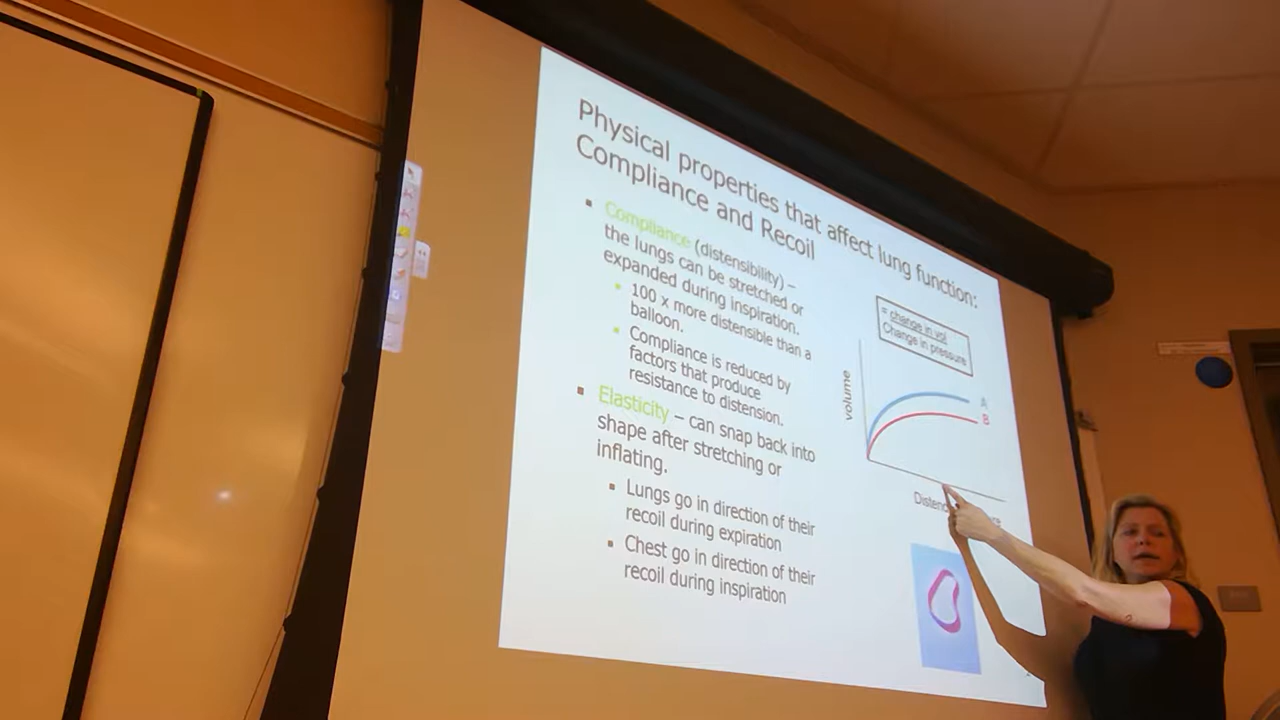 Physical properties that affect lung function:
Compliance and Recoil
Compliance (distensibility) –
the lungs can be stretched or
expanded during inspiration.
100 x more distensible than a
balloon.
Compliance is reduced by
factors that produce
resistance to distension.
Elasticity – can snap back into
shape after stretching or
inflating.
Lungs go in direction of their
recoil during expiration
Chest go in direction of their
recoil during inspiration
= change in vol
Change in pressure
volume
A
B